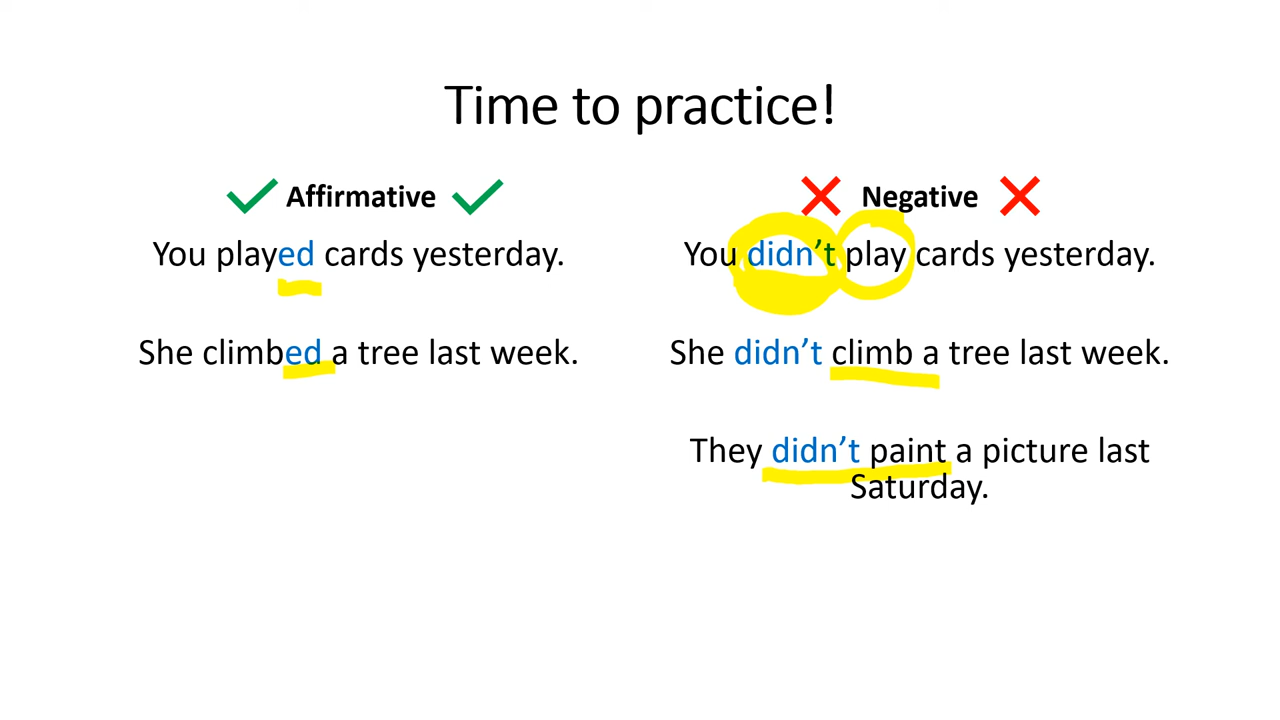 Time to practice!
Affirmative
You played cards yesterday.
She climbed a tree last week.
Negative
You didn’t play cards yesterday.
She didn’t climb a tree last week.
They didn’t paint a picture last
Saturday.